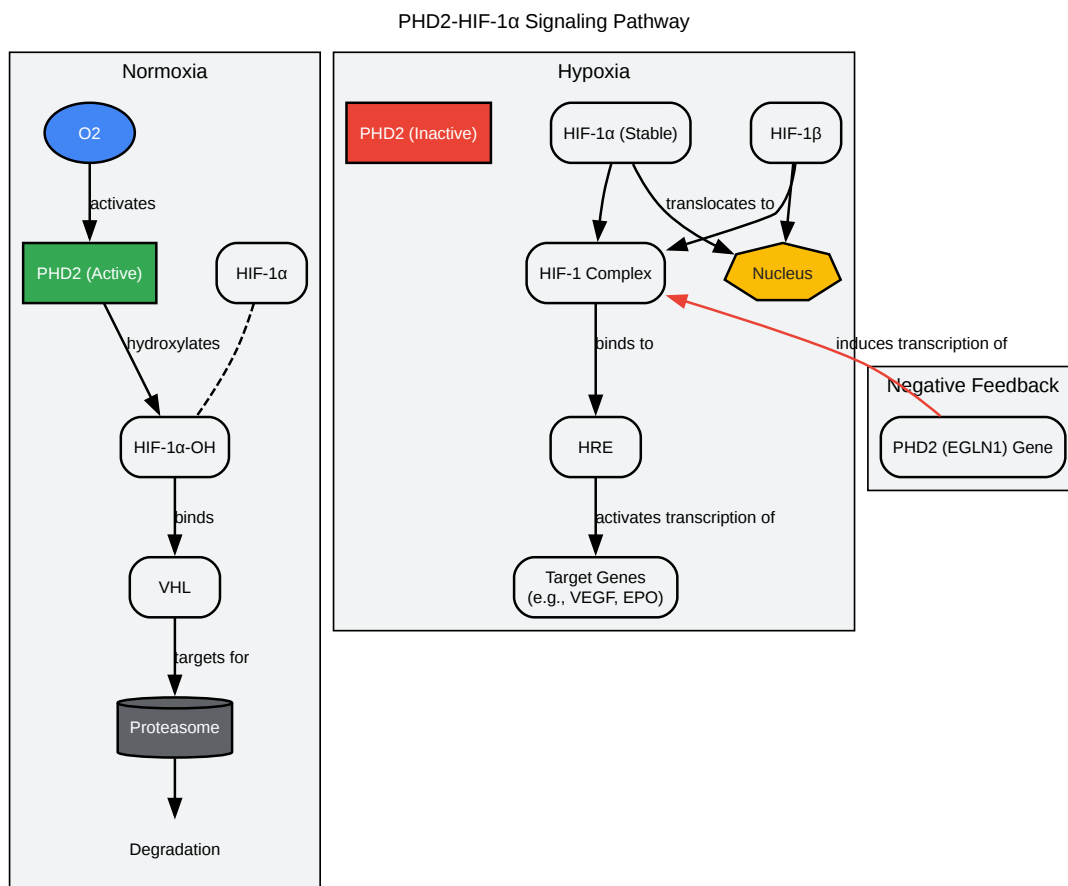 PHD2-HIF-1α Signaling Pathway
Normoxia
O2
activates
PHD2 (Active)
HIF-1α
hydroxylates
HIF-1α-OH
binds
VHL
targets for
Proteasome
Degradation
Hypoxia
PHD2 (Inactive)
HIF-1α (Stable)
HIF-1β
translocates to
HIF-1 Complex
Nucleus
binds to
HRE
activates transcription of
Target Genes
(e.g., VEGF, EPO)
induces transcription of
Negative Feedback
PHD2 (EGLN1) Gene